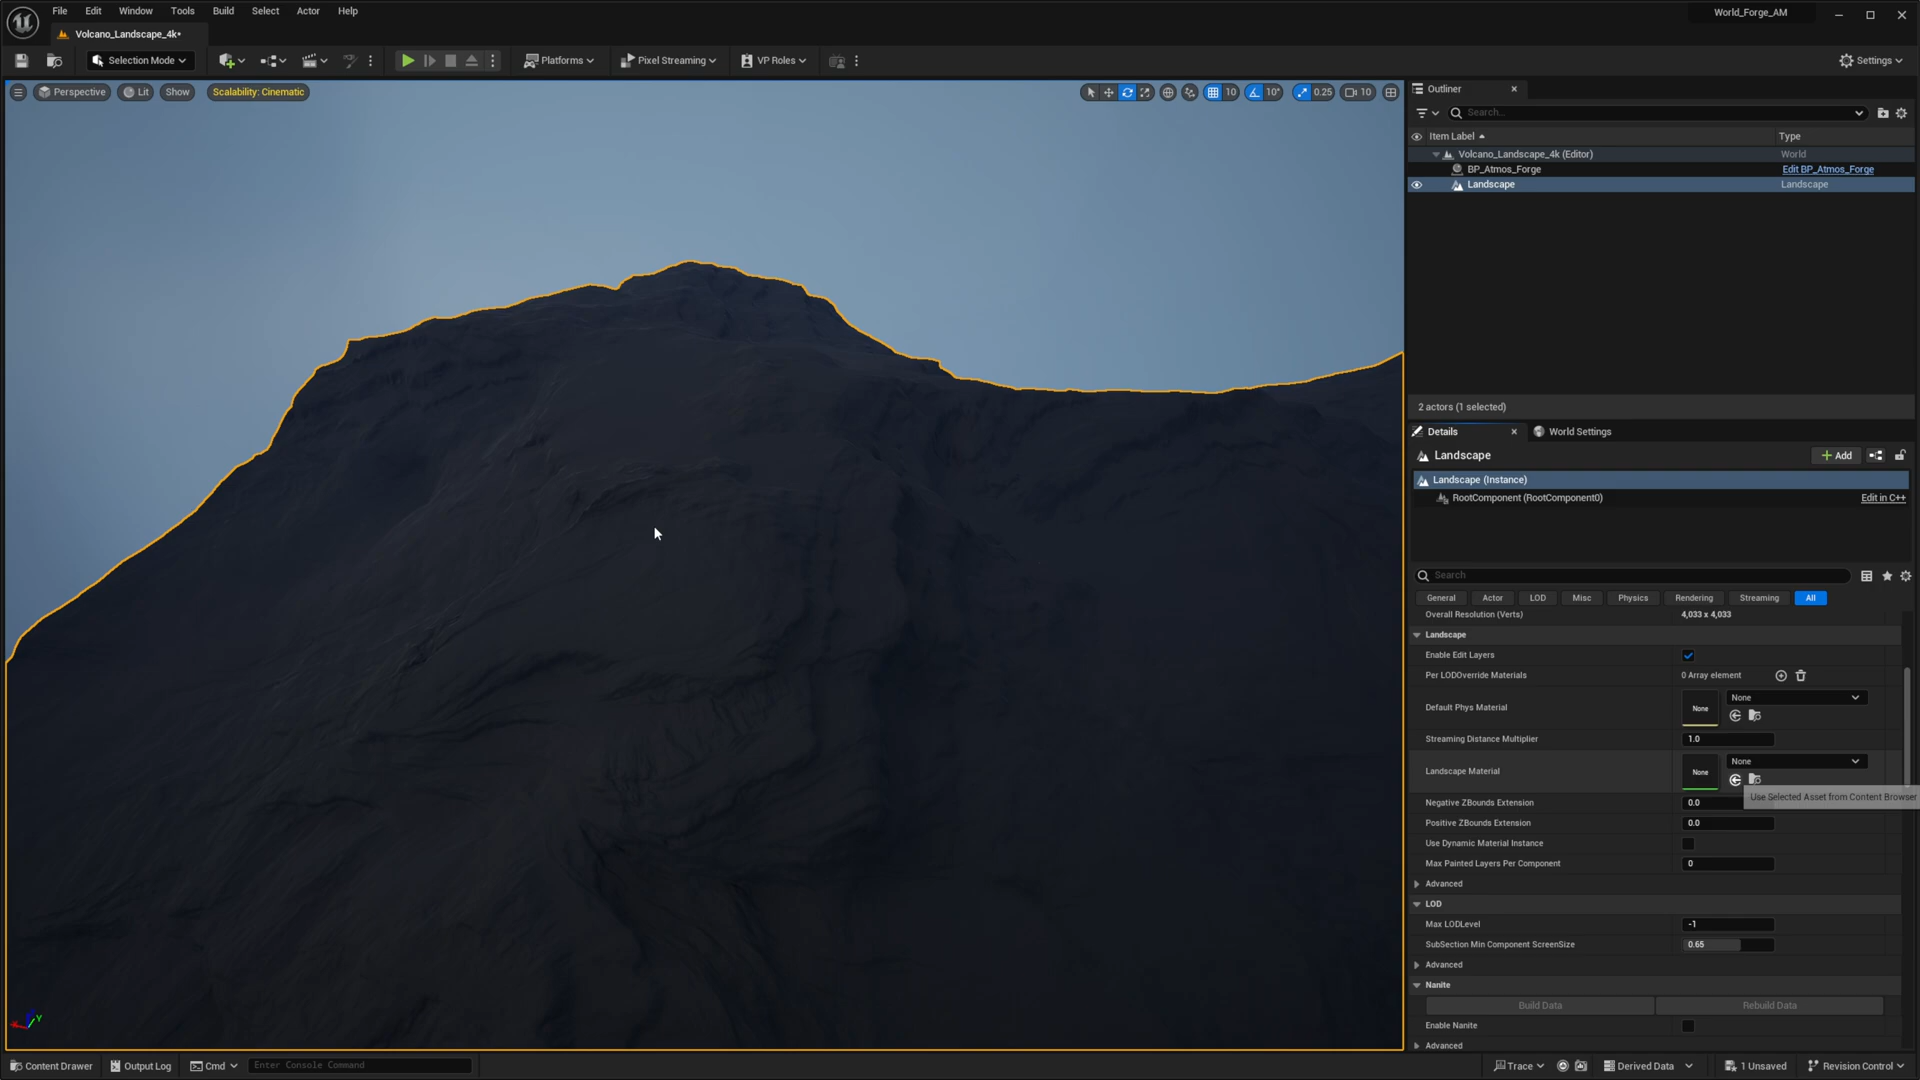 File Edit Window Tools Build Select Actor Help
World_Forge_AM
Volcano_Landscape_4k•
Selection Mode
Platforms
Pixel Streaming
VP Roles
Settings
Perspective
Lit
Show
Scalability: Cinematic
10
10°
0.25
10
Outliner
Search...
Item Label
Type
Volcano_Landscape_4k (Editor)
World
BP_Atmos_Forge
Edit BP_Atmos_Forge
Landscape
Landscape
2 actors (1 selected)
Details
World Settings
Landscape
Add
Landscape (Instance)
RootComponent (RootComponent0)
Edit in C++
Search
General Actor LOD Misc Physics Rendering Streaming All
Overall Resolution (Verts)
4,033 x 4,033
Landscape
Enable Edit Layers
Per LODOverride Materials
0 Array element
Default Phys Material
None
None
Streaming Distance Multiplier
1.0
Landscape Material
None
None
Use Selected Asset from Content Browser
Negative ZBounds Extension
0.0
Positive ZBounds Extension
0.0
Use Dynamic Material Instance
Max Painted Layers Per Component
0
Advanced
LOD
Max LODLevel
-1
SubSection Min Component ScreenSize
0.65
Advanced
Nanite
Build Data
Rebuild Data
Enable Nanite
Advanced
Y
Content Drawer
Output Log
Cmd
Enter Console Command
Trace
Derived Data
1 Unsaved
Revision Control